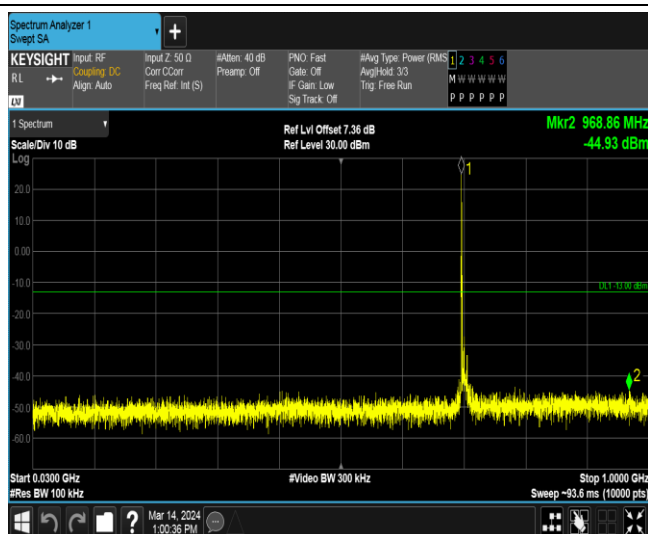 Spectrum Analyzer 1
Swept SA
KEYSIGHT
RL
Input: RF
Coupling: DC
Align: Auto
Input Z: 50 Ω
Corr CCorr
Freq Ref: Int (S)
#Atten: 40 dB
Preamp: Off
PNO: Fast
Gate: Off
IF Gain: Low
Sig Track: Off
#Avg Type: Power (RMS
Avg|Hold: 3/3
Trig: Free Run
1 2 3 4 5 6
M W W W W W
P P P P P P
LXI
1 Spectrum
Scale/Div 10 dB
Ref Lvl Offset 7.36 dB
Ref Level 30.00 dBm
Mkr2 968.86 MHz
-44.93 dBm
Log
1
20.0
10.0
0.00
-10.0
DL1 -13.00 dBm
-20.0
-30.0
-40.0
2
-50.0
-60.0
Start 0.0300 GHz
#Res BW 100 kHz
#Video BW 300 kHz
Stop 1.0000 GHz
Sweep ~93.6 ms (10000 pts)
?
Mar 14, 2024
1:00:36 PM